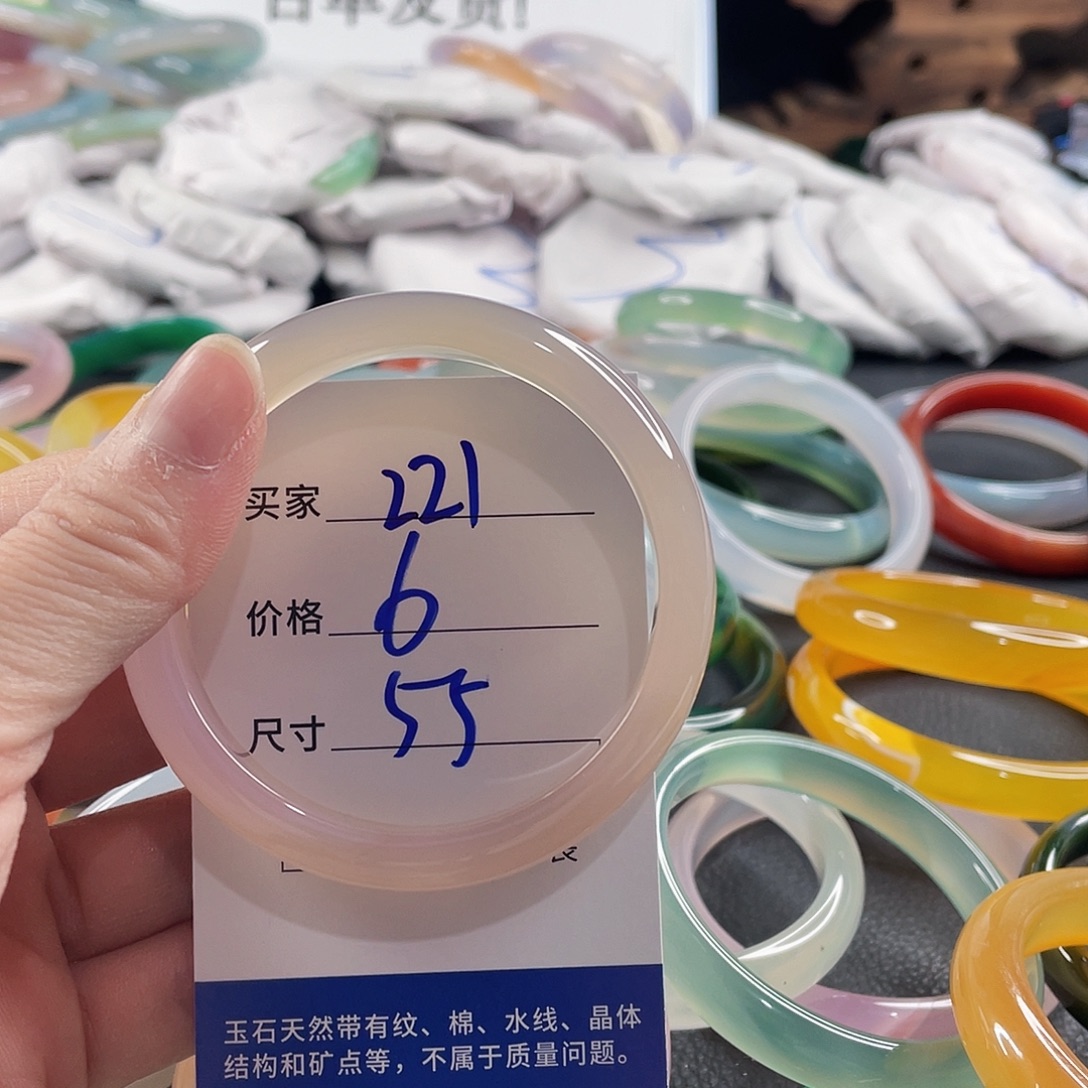 买家 221
价格 6
尺寸 55
玉石天然带有纹、棉、水线、晶体
结构和矿点等，不属于质量问题。